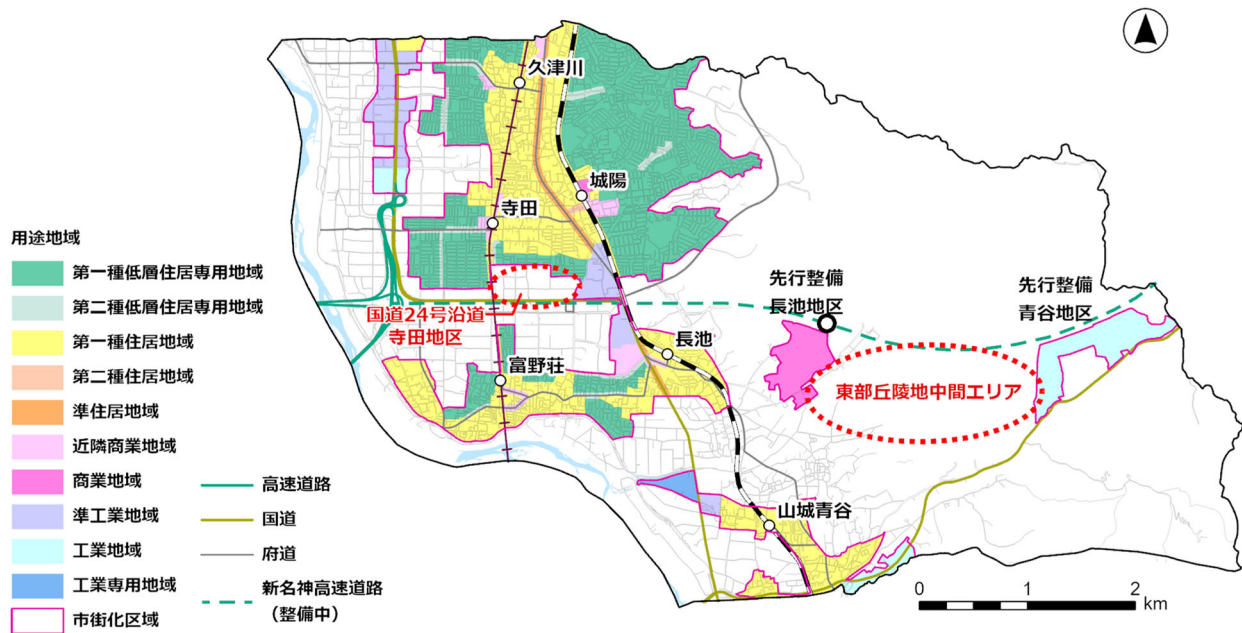 久津川
城陽
寺田
用途地域
第一種低層住居専用地域
第二種低層住居専用地域
第一種住居地域
第二種住居地域
準住居地域
近隣商業地域
商業地域
準工業地域
工業地域
工業専用地域
市街化区域
高速道路
国道
府道
新名神高速道路
(整備中)
国道24号沿道
寺田地区
富野荘
長池
先行整備
長池地区
先行整備
青谷地区
東部丘陵地中間エリア
山城青谷
0 1 2
km